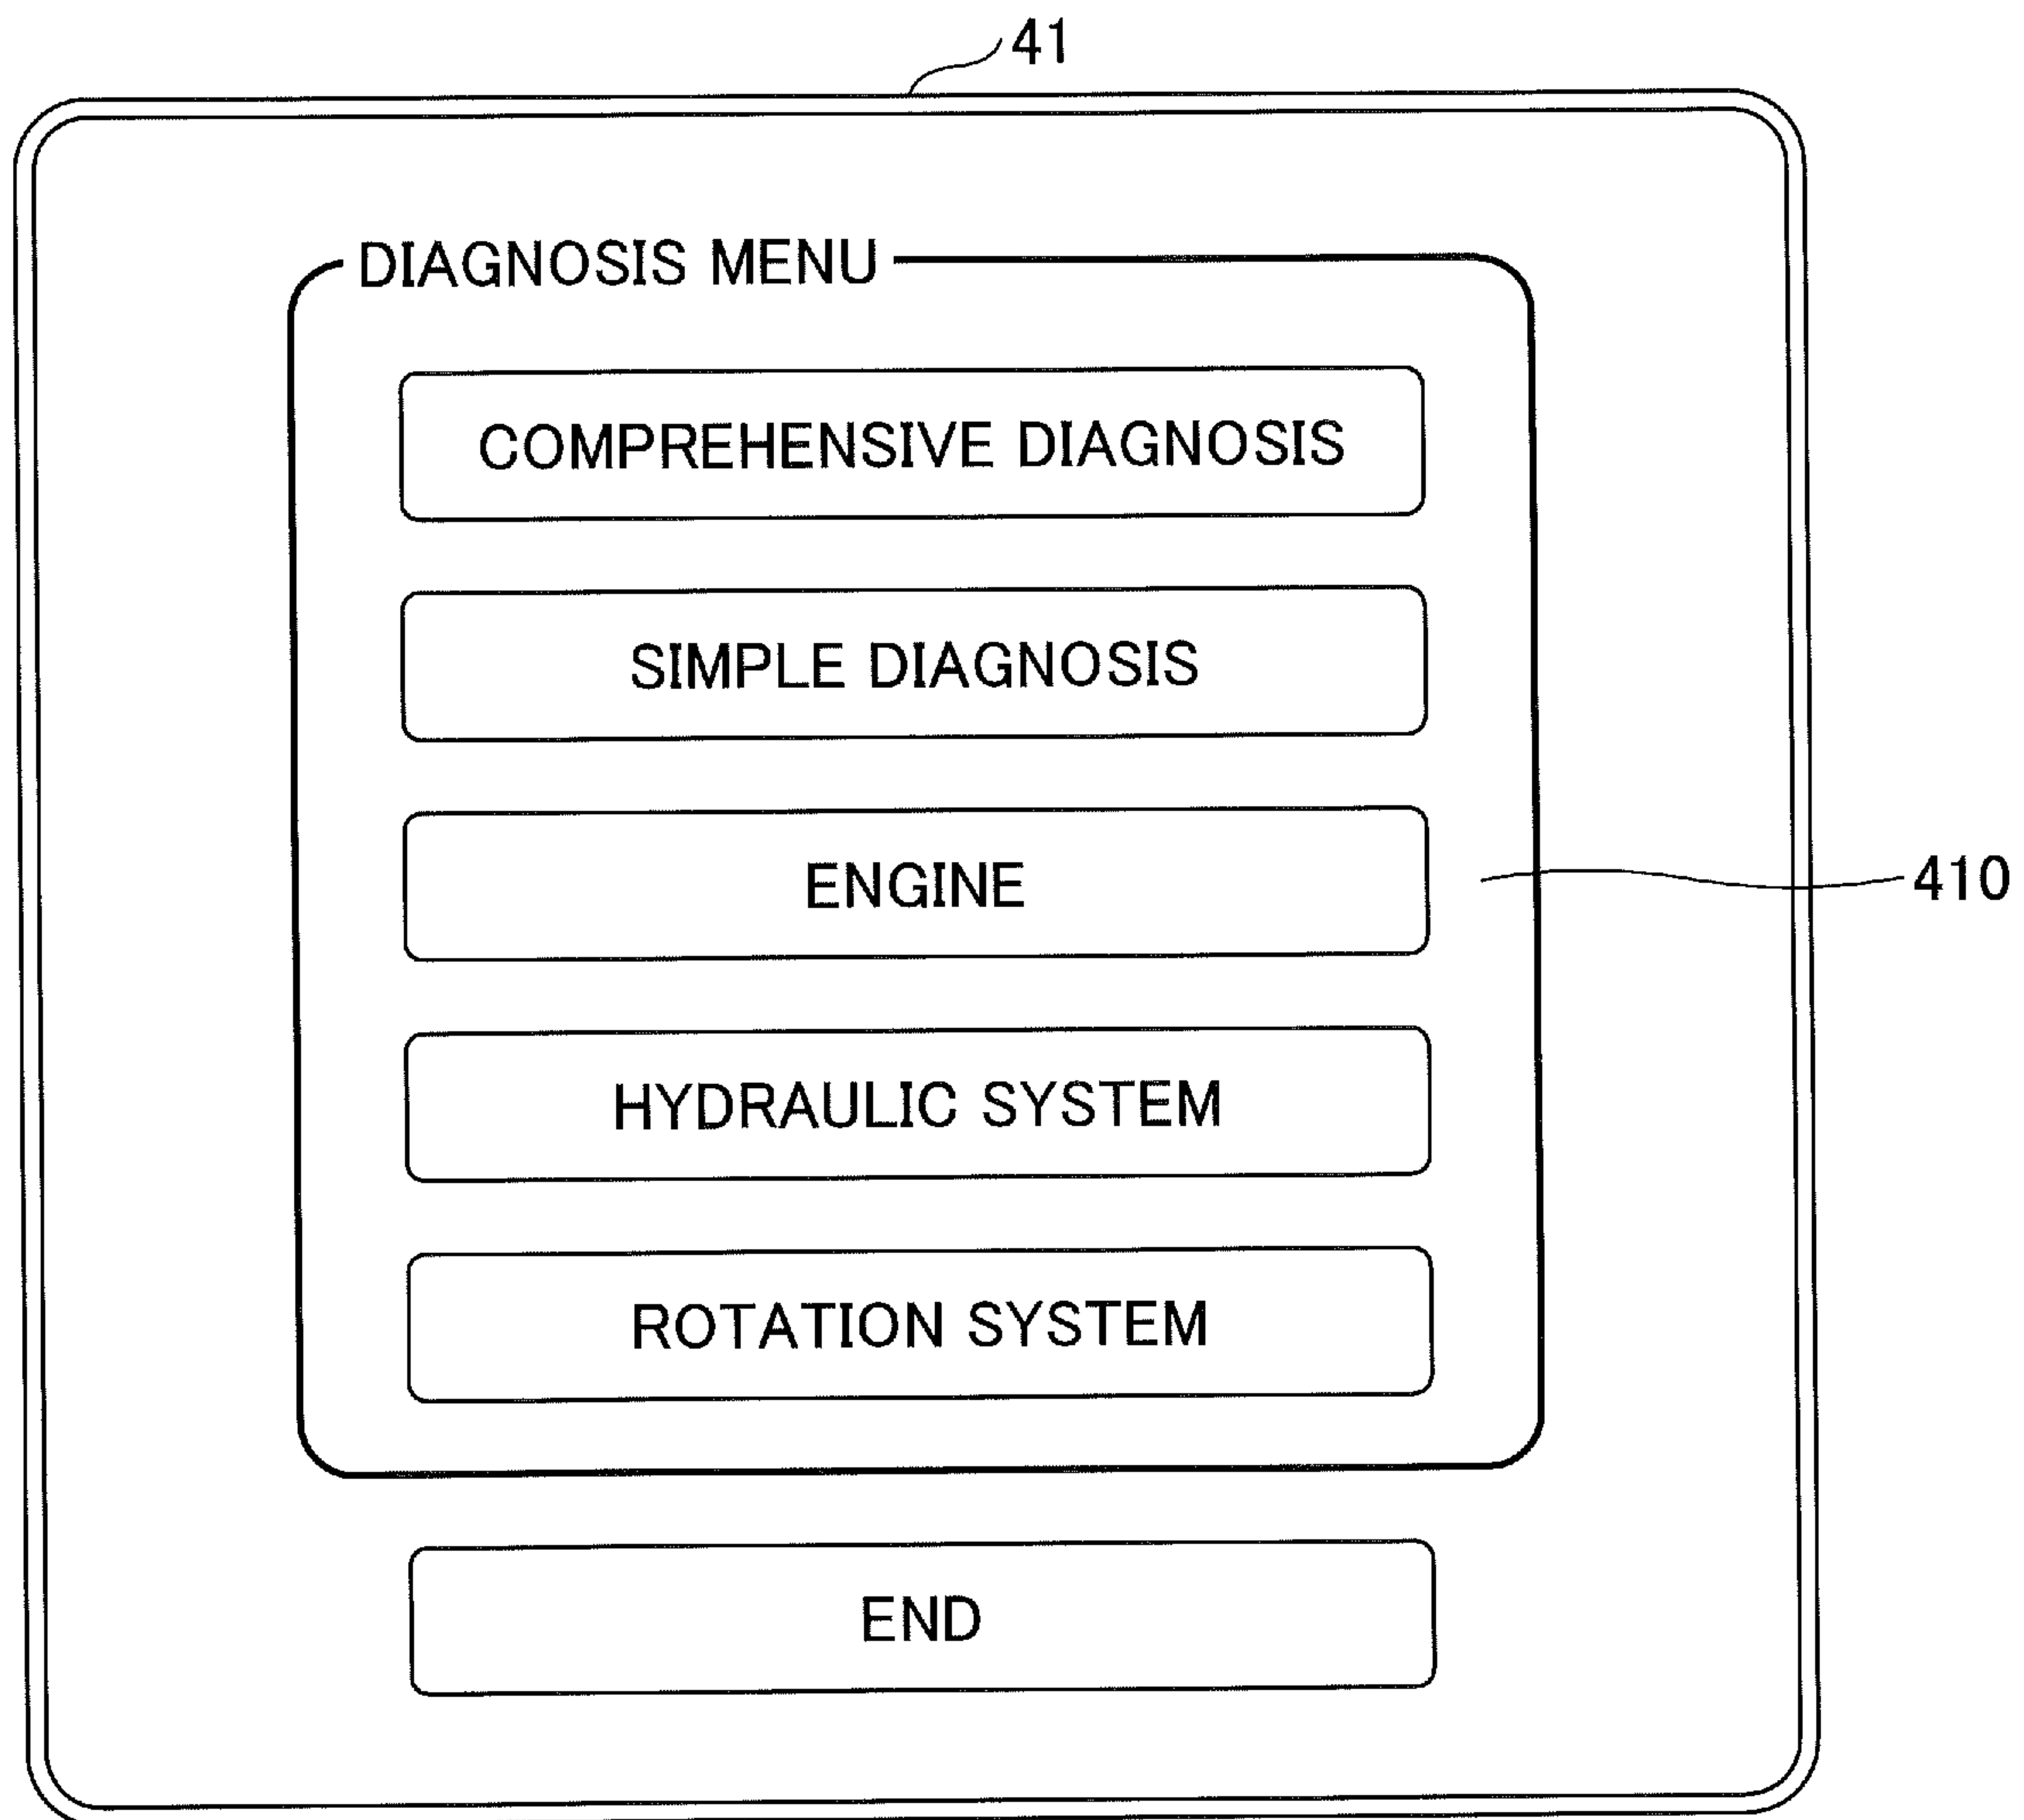 41
DIAGNOSIS MENU
COMPREHENSIVE DIAGNOSIS
SIMPLE DIAGNOSIS
ENGINE
410
HYDRAULIC SYSTEM
ROTATION SYSTEM
END